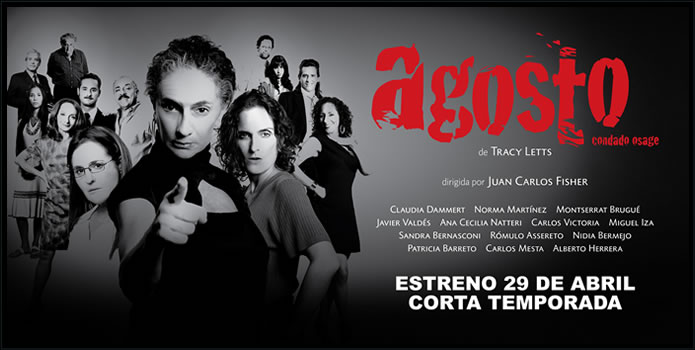 agosto
condado osage
de TRACY LETTS
dirigida por JUAN CARLOS FISHER
CLAUDIA DAMMERT NORMA MARTÍNEZ MONTSERRAT BRUGUÉ
JAVIER VALDÉS ANA CECILIA NATTERI CARLOS VICTORIA MIGUEL IZA
SANDRA BERNASCONI RÓMULO ASSERETO NIDIA BERMEJO
PATRICIA BARRETO CARLOS MESTA ALBERTO HERRERA
ESTRENO 29 DE ABRIL
CORTA TEMPORADA